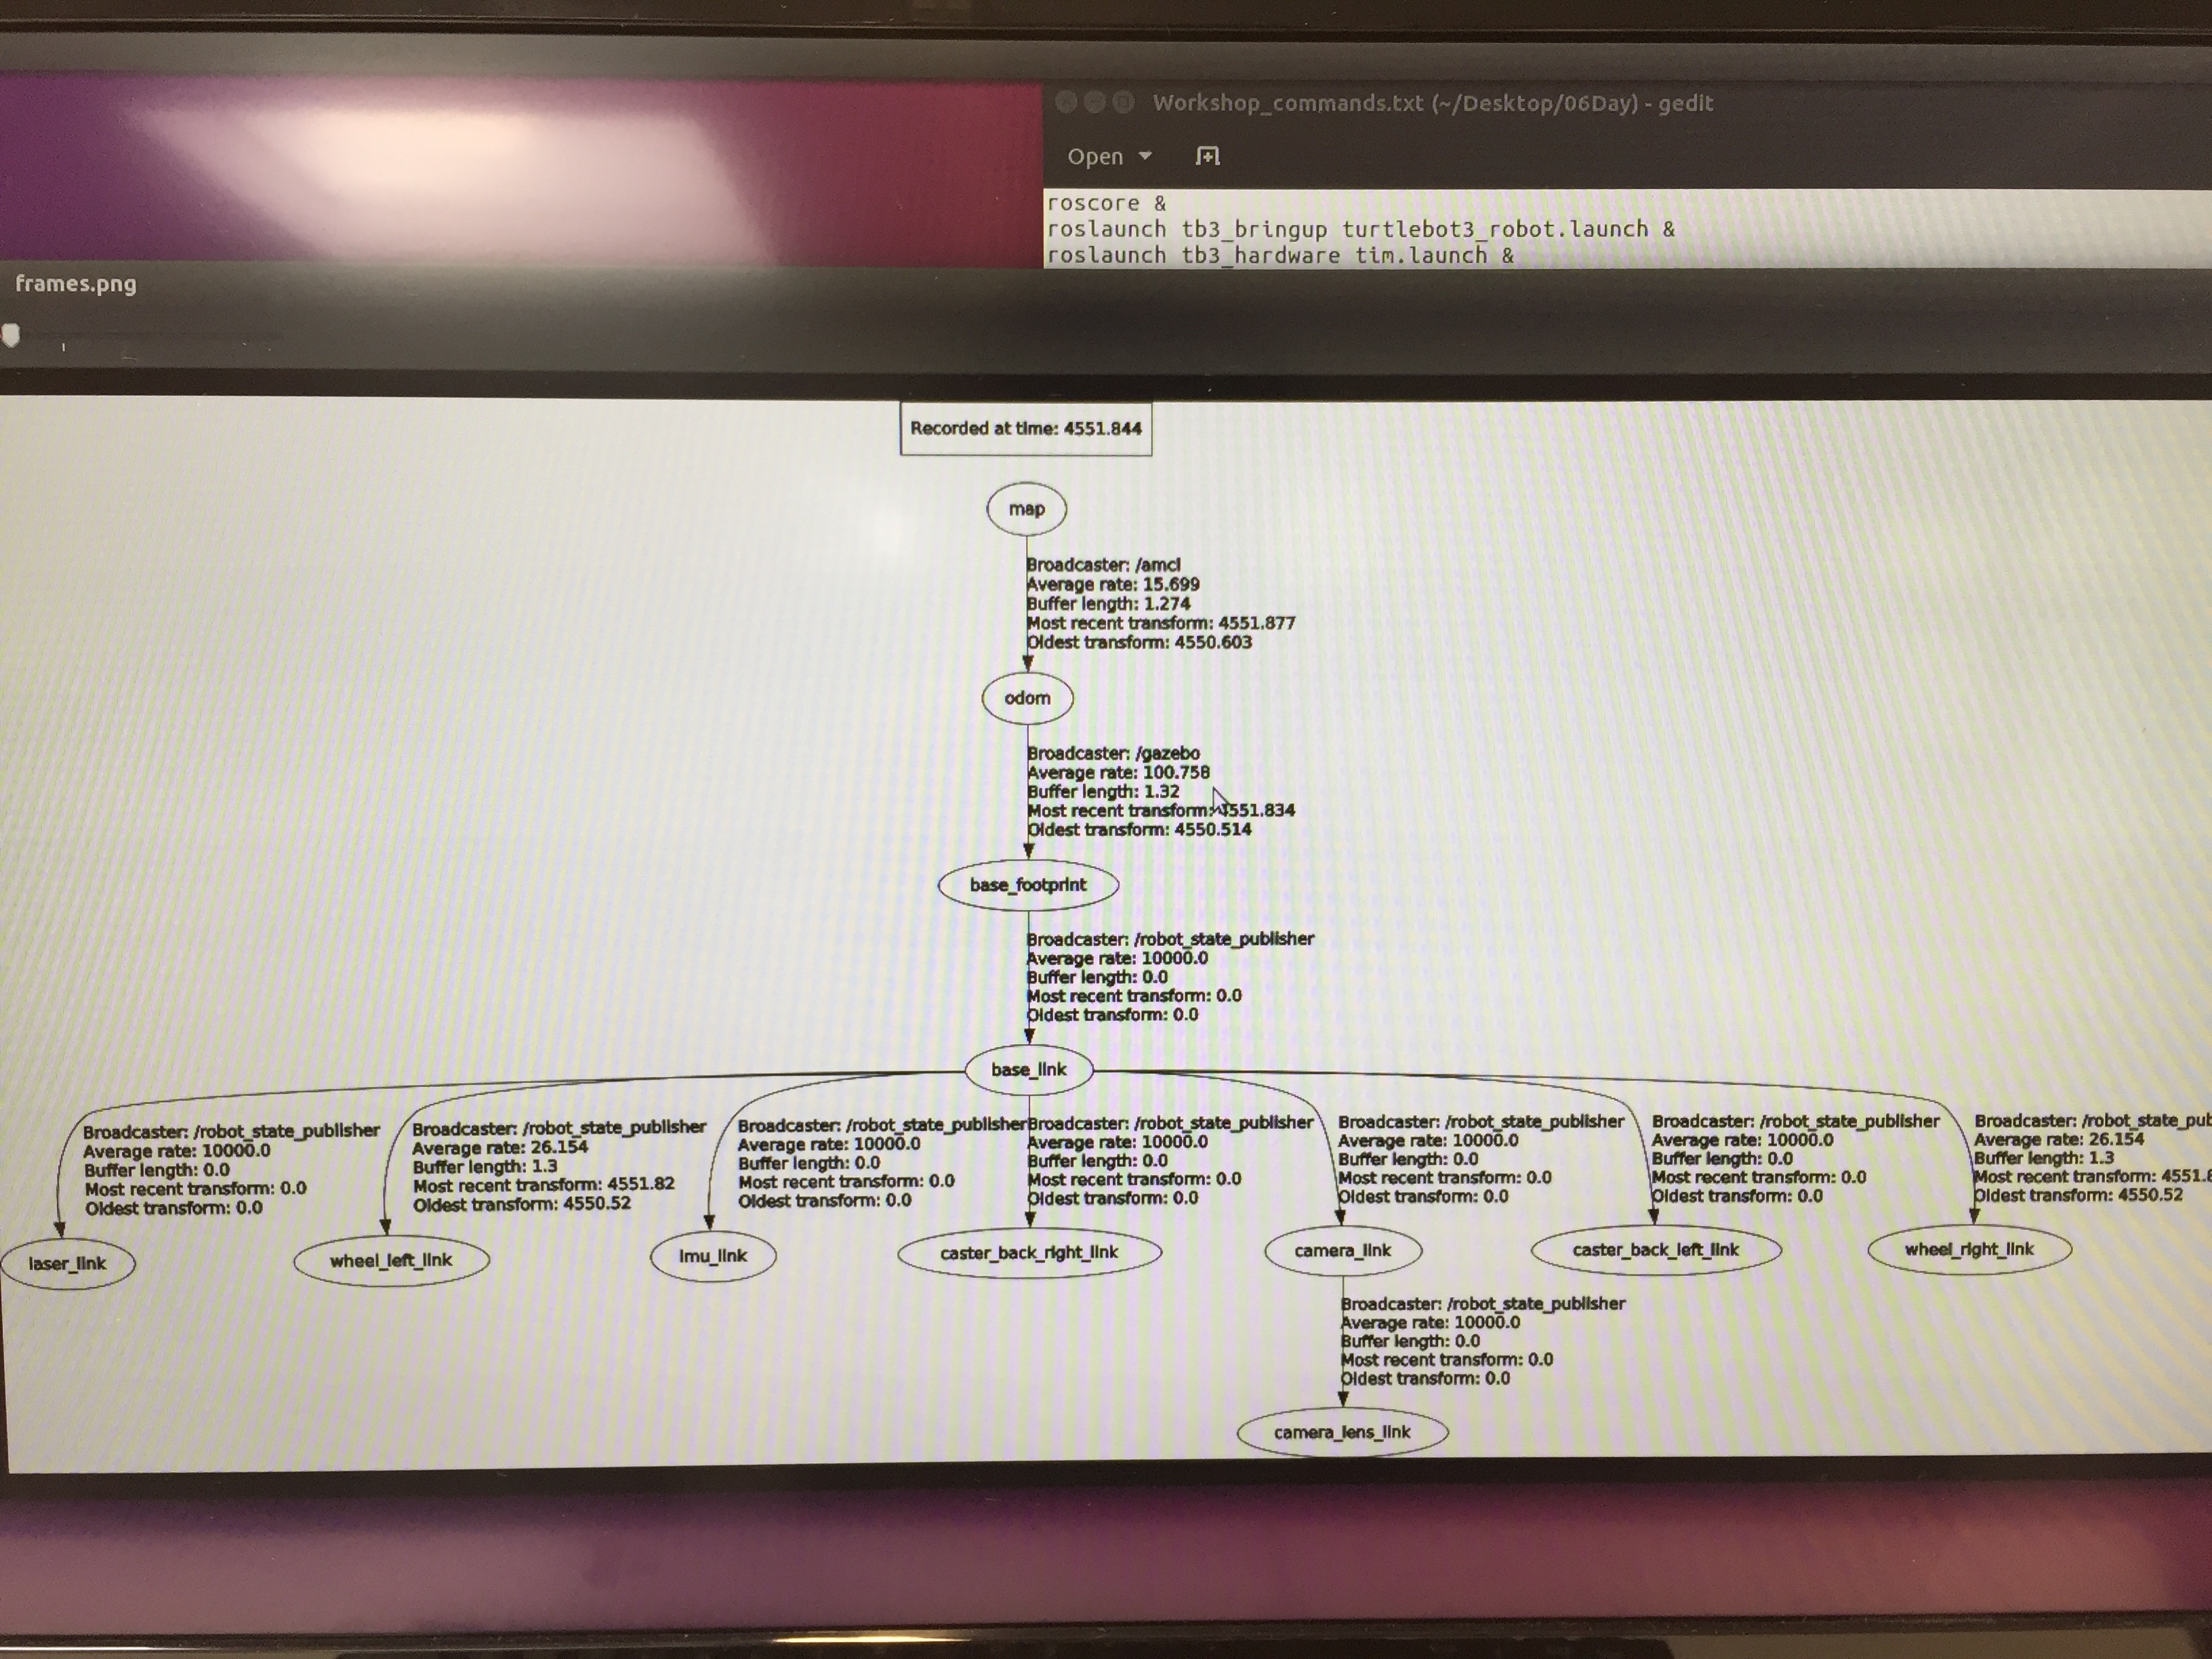 Workshop_commands.txt (~/Desktop/06Day) - gedit
Open
roscore &
roslaunch tb3_bringup turtlebot3_robot.launch &
roslaunch tb3_hardware tim.launch &
frames.png
Recorded at time: 4551.844
map
Broadcaster: /amcl
Average rate: 15.699
Buffer length: 1.274
Most recent transform: 4551.877
Oldest transform: 4550.603
odom
Broadcaster: /gazebo
Average rate: 100.758
Buffer length: 1.32
Most recent transform: 4551.834
Oldest transform: 4550.514
base_footprint
Broadcaster: /robot_state_publisher
Average rate: 10000.0
Buffer length: 0.0
Most recent transform: 0.0
Oldest transform: 0.0
base_link
Broadcaster: /robot_state_publisher
Average rate: 10000.0
Buffer length: 0.0
Most recent transform: 0.0
Oldest transform: 0.0
laser_link
Broadcaster: /robot_state_publisher
Average rate: 26.154
Buffer length: 1.3
Most recent transform: 4551.82
Oldest transform: 4550.52
wheel_left_link
Broadcaster: /robot_state_publisher
Average rate: 10000.0
Buffer length: 0.0
Most recent transform: 0.0
Oldest transform: 0.0
imu_link
Broadcaster: /robot_state_publisher
Average rate: 10000.0
Buffer length: 0.0
Most recent transform: 0.0
Oldest transform: 0.0
caster_back_right_link
Broadcaster: /robot_state_publisher
Average rate: 10000.0
Buffer length: 0.0
Most recent transform: 0.0
Oldest transform: 0.0
camera_link
Broadcaster: /robot_state_publisher
Average rate: 10000.0
Buffer length: 0.0
Most recent transform: 0.0
Oldest transform: 0.0
caster_back_left_link
Broadcaster: /robot_state_pub
Average rate: 26.154
Buffer length: 1.3
Most recent transform: 4551.8
Oldest transform: 4550.52
wheel_right_link
Broadcaster: /robot_state_publisher
Average rate: 10000.0
Buffer length: 0.0
Most recent transform: 0.0
Oldest transform: 0.0
camera_lens_link